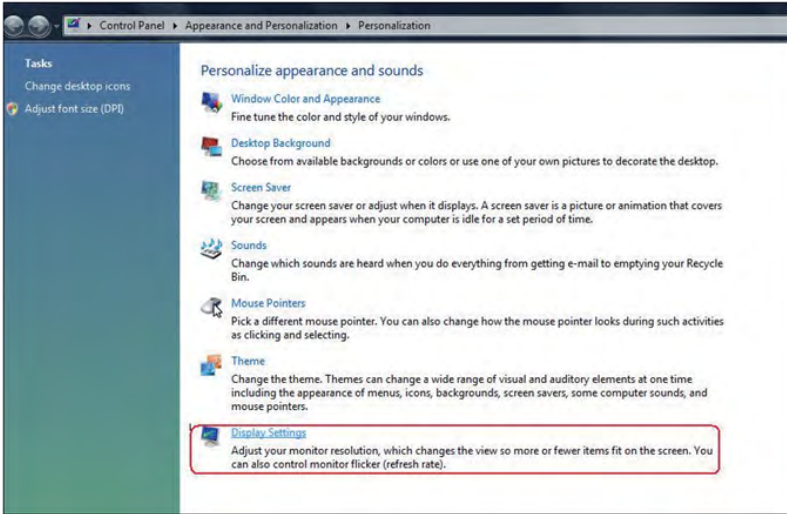 Control Panel ▸ Appearance and Personalization ▸ Personalization
Tasks
Change desktop icons
Adjust font size (DPI)
Personalize appearance and sounds
Window Color and Appearance
Fine tune the color and style of your windows.
Desktop Background
Choose from available backgrounds or colors or use one of your own pictures to decorate the desktop.
Screen Saver
Change your screen saver or adjust when it displays. A screen saver is a picture or animation that covers
your screen and appears when your computer is idle for a set period of time.
Sounds
Change which sounds are heard when you do everything from getting e-mail to emptying your Recycle
Bin.
Mouse Pointers
Pick a different mouse pointer. You can also change how the mouse pointer looks during such activities
as clicking and selecting.
Theme
Change the theme. Themes can change a wide range of visual and auditory elements at one time
including the appearance of menus, icons, backgrounds, screen savers, some computer sounds, and
mouse pointers.
Display Settings
Adjust your monitor resolution, which changes the view so more or fewer items fit on the screen. You
can also control monitor flicker (refresh rate).